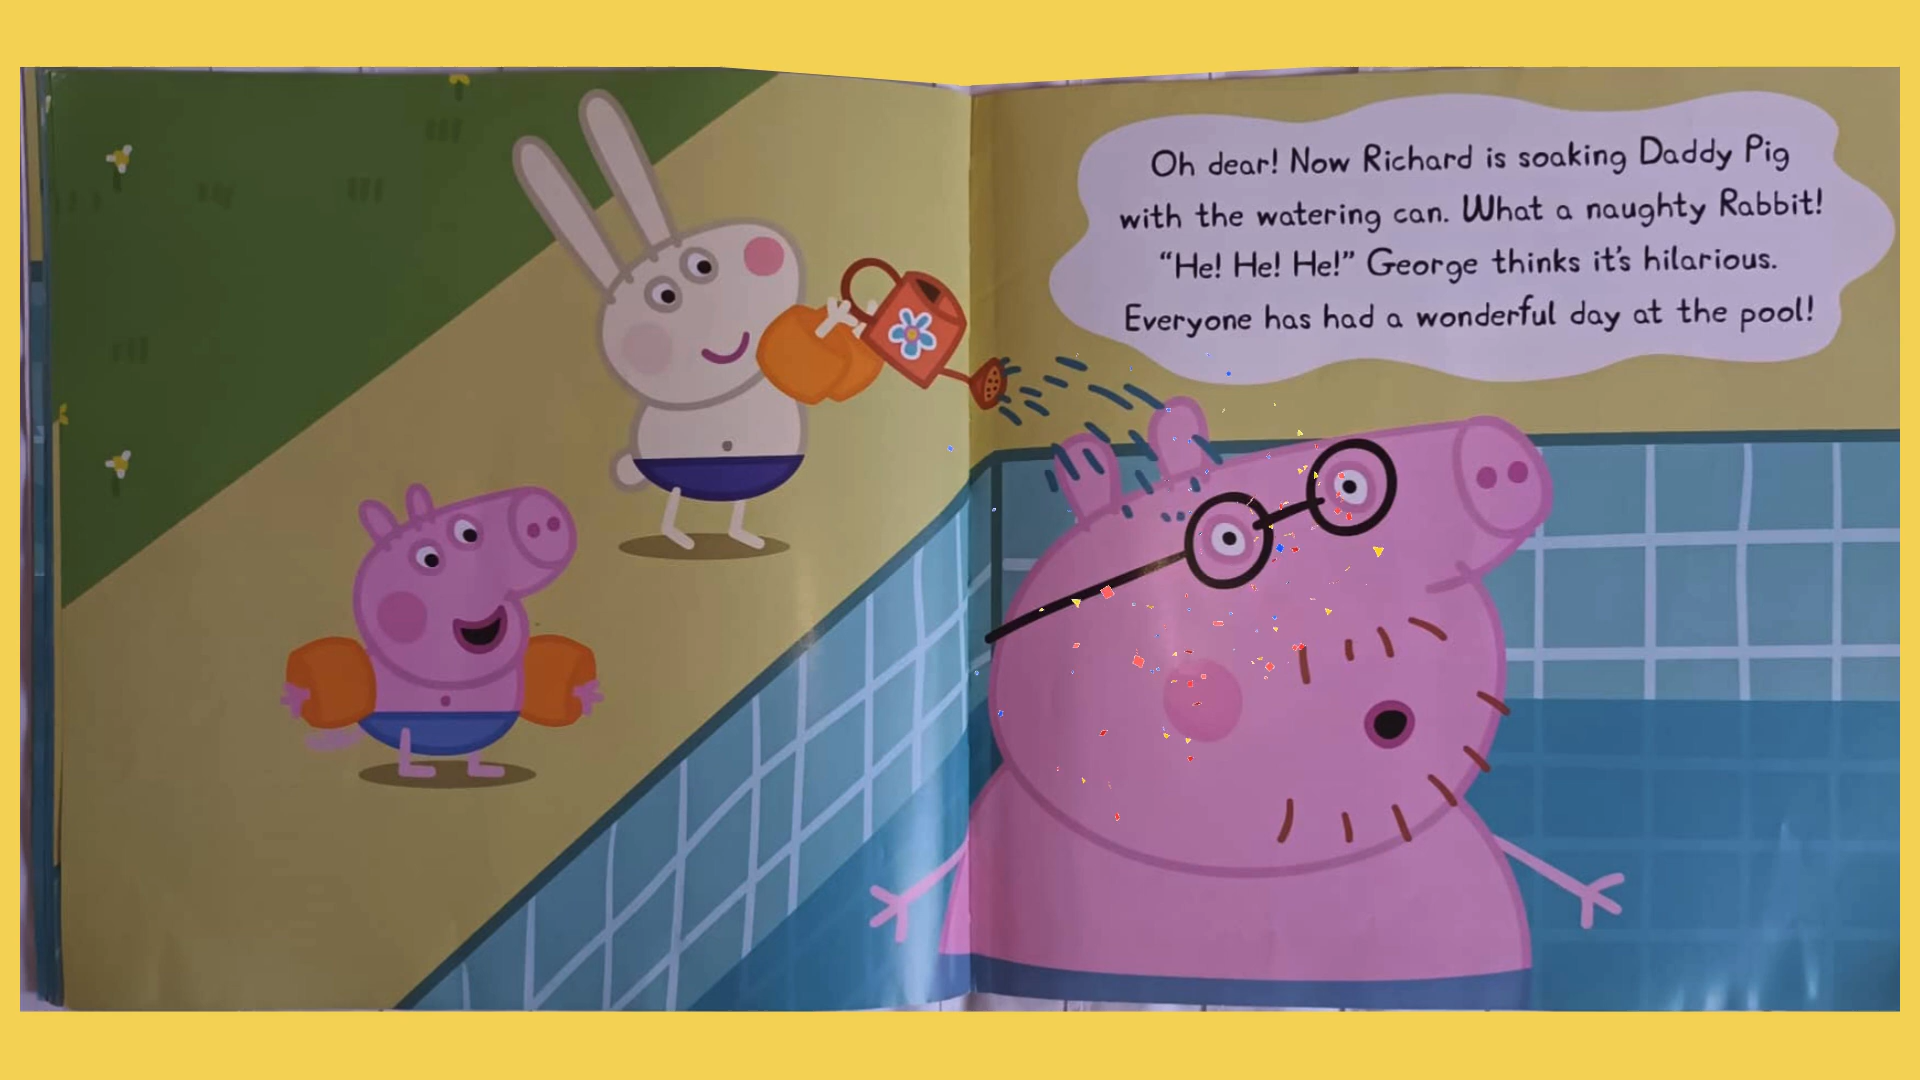 Oh dear! Now Richard is soaking Daddy Pig
with the watering can. What a naughty Rabbit!
“He! He! He!” George thinks it’s hilarious.
Everyone has had a wonderful day at the pool!